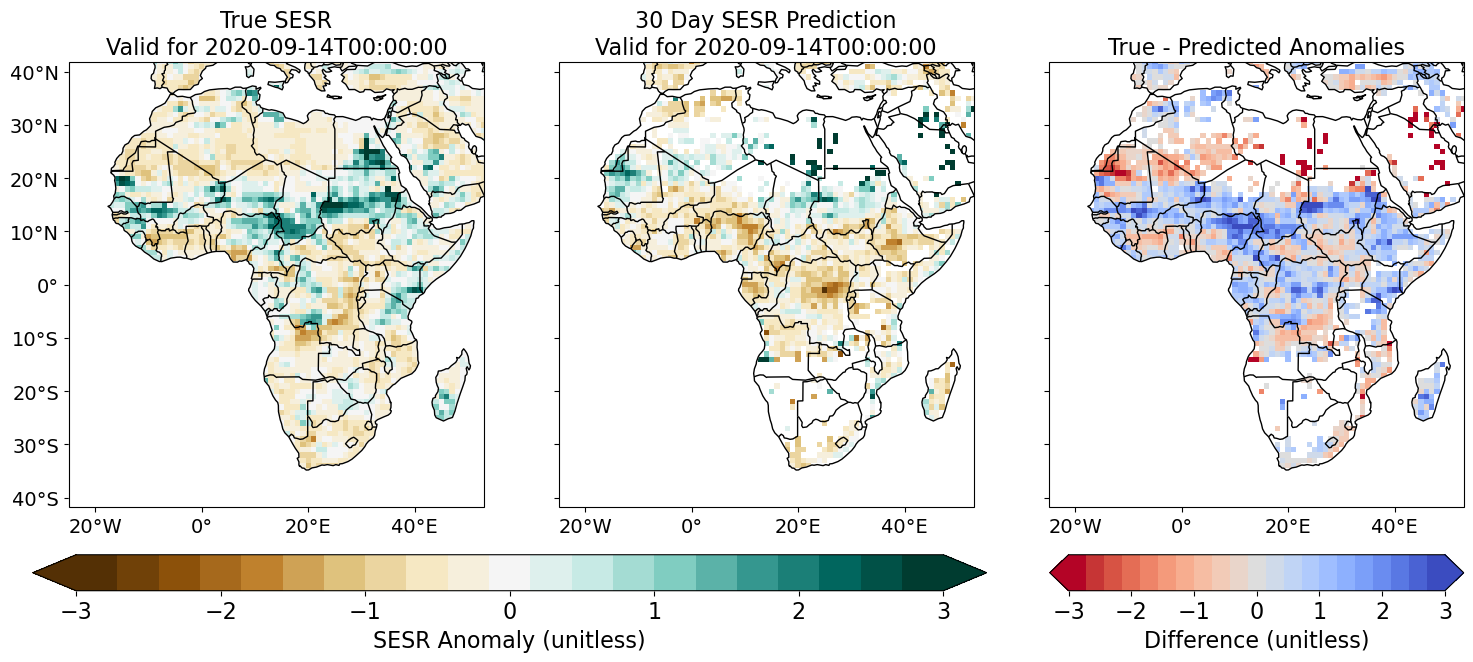 True SESR
Valid for 2020-09-14T00:00:00
30 Day SESR Prediction
Valid for 2020-09-14T00:00:00
True - Predicted Anomalies
40°N
30°N
20°N
10°N
0°
10°S
20°S
30°S
40°S
20°W 0° 20°E 40°E
20°W 0° 20°E 40°E
20°W 0° 20°E 40°E
−3 −2 −1 0 1 2 3
SESR Anomaly (unitless)
−3 −2 −1 0 1 2 3
Difference (unitless)